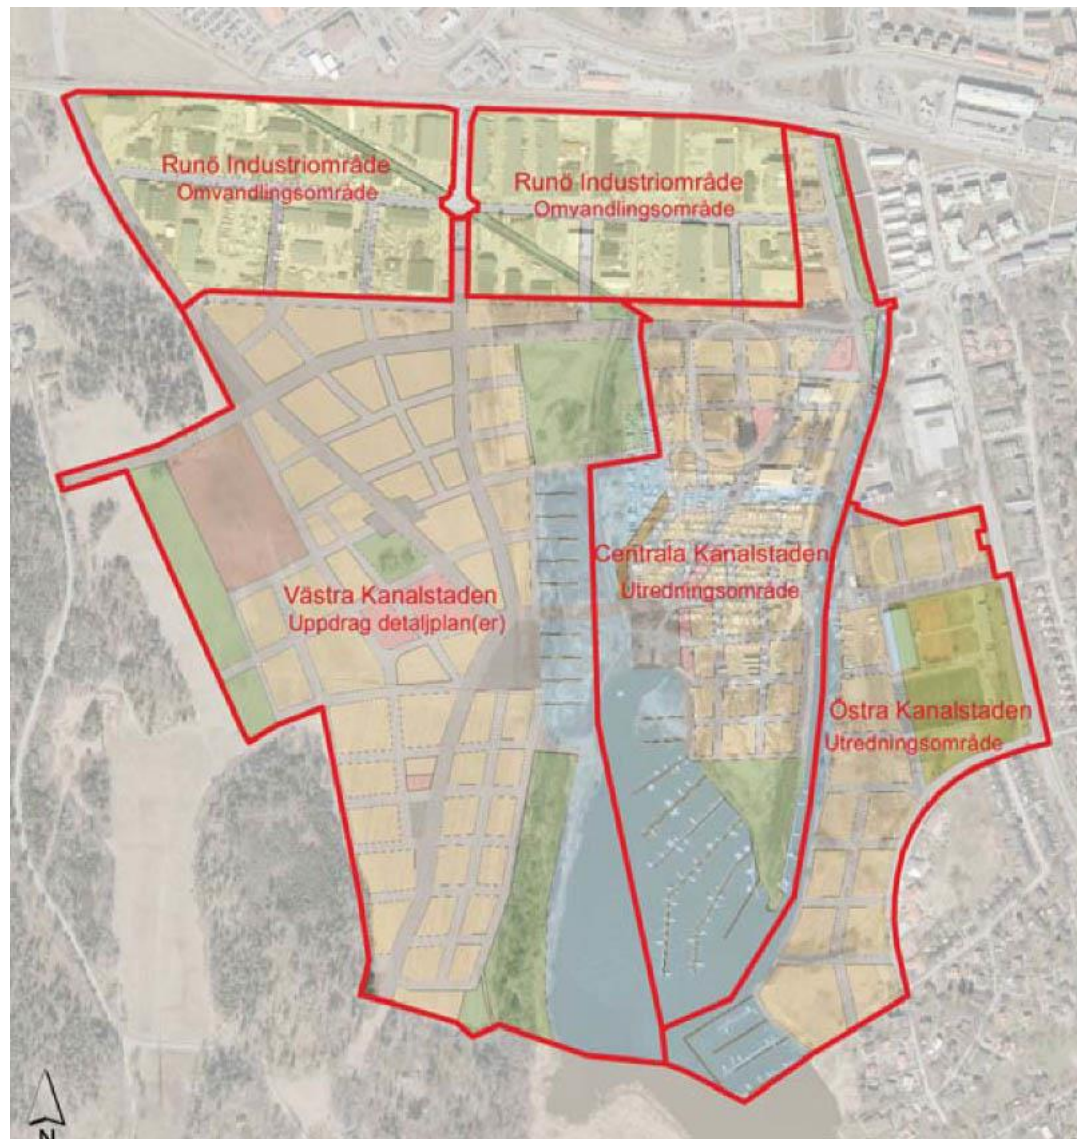 Runö Industriområde
Omvandlingsområde
Runö Industriområde
Omvandlingsområde
Centrala Kanalstaden
Utredningsområde
Västra Kanalstaden
Uppdrag detaljplan(er)
Östra Kanalstaden
Utredningsområde
N